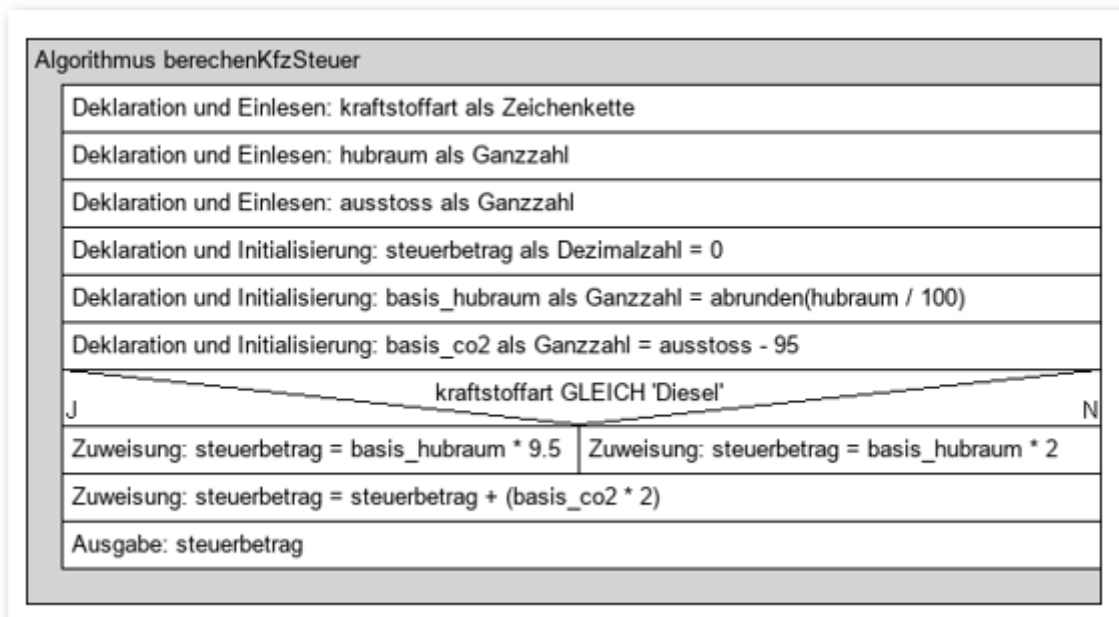 Algorithmus berechenKfzSteuer
Deklaration und Einlesen: kraftstoffart als Zeichenkette
Deklaration und Einlesen: hubraum als Ganzzahl
Deklaration und Einlesen: ausstoss als Ganzzahl
Deklaration und Initialisierung: steuerbetrag als Dezimalzahl = 0
Deklaration und Initialisierung: basis_hubraum als Ganzzahl = abrunden(hubraum / 100)
Deklaration und Initialisierung: basis_co2 als Ganzzahl = ausstoss - 95
kraftstoffart GLEICH 'Diesel'
J N
Zuweisung: steuerbetrag = basis_hubraum * 9.5 Zuweisung: steuerbetrag = basis_hubraum * 2
Zuweisung: steuerbetrag = steuerbetrag + (basis_co2 * 2)
Ausgabe: steuerbetrag